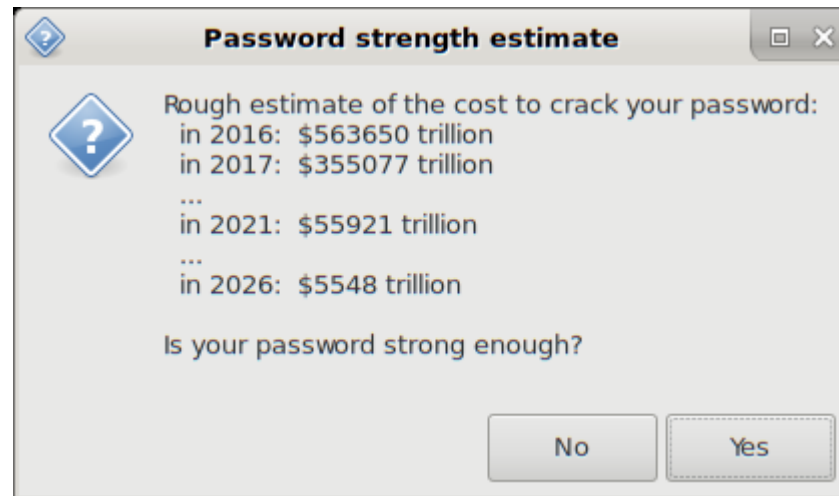 Password strength estimate
Rough estimate of the cost to crack your password:
in 2016:  $563650 trillion
in 2017:  $355077 trillion
...
in 2021:  $55921 trillion
...
in 2026:  $5548 trillion
Is your password strong enough?
No
Yes